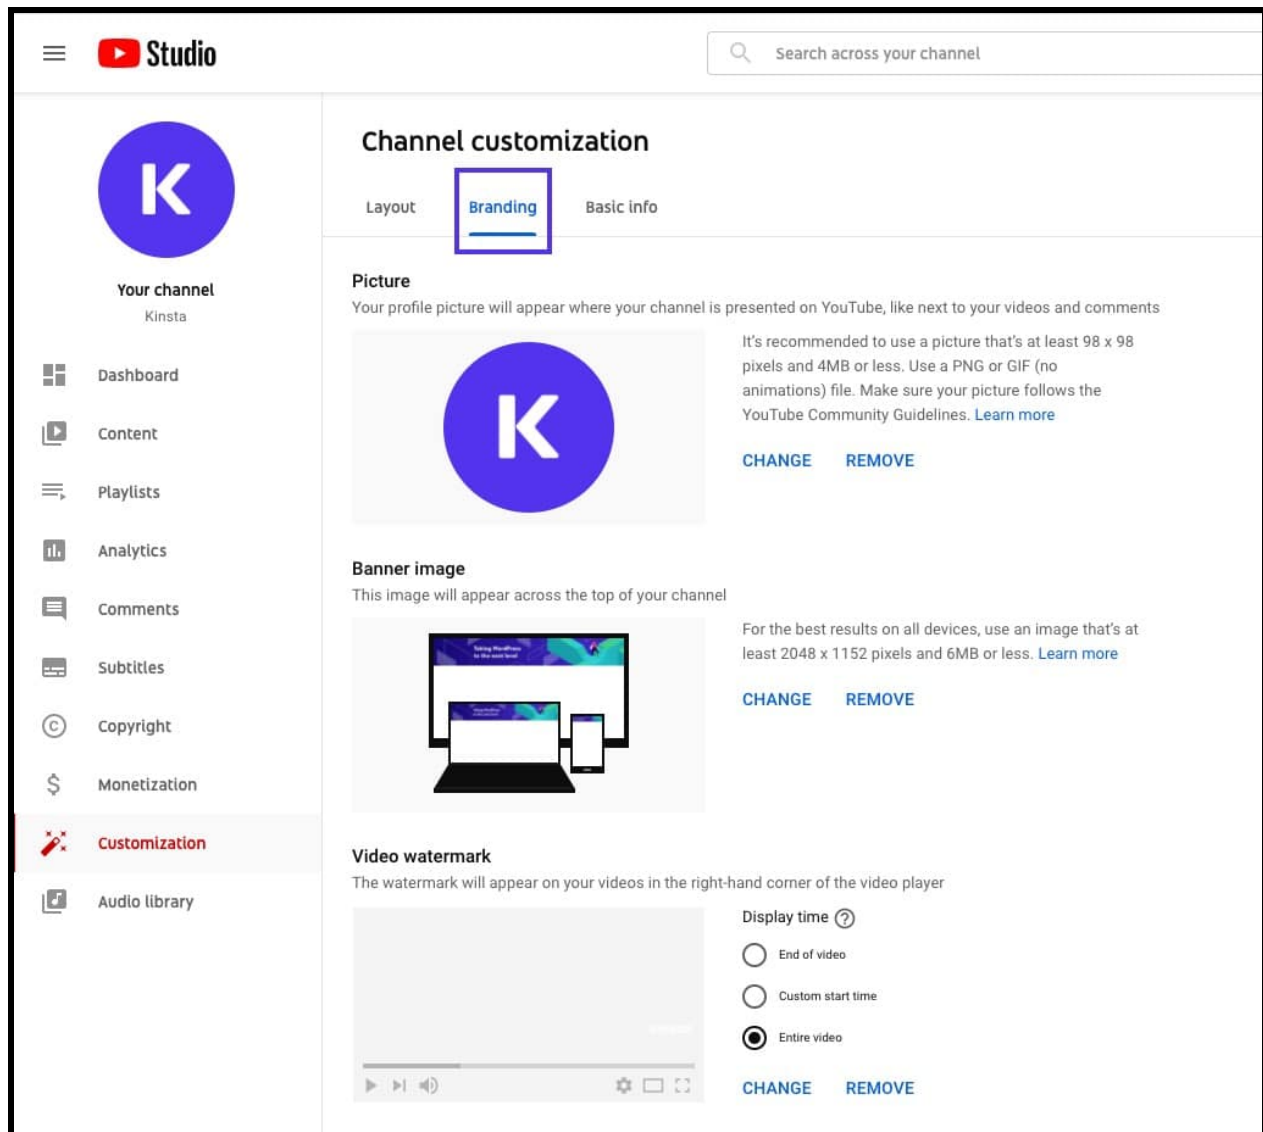 Studio
Search across your channel
K
Your channel
Kinsta
Dashboard
Content
Playlists
Analytics
Comments
Subtitles
Copyright
Monetization
Customization
Audio library
Channel customization
Layout
Branding
Basic info
Picture
Your profile picture will appear where your channel is presented on YouTube, like next to your videos and comments
K
It's recommended to use a picture that's at least 98 x 98
pixels and 4MB or less. Use a PNG or GIF (no
animations) file. Make sure your picture follows the
YouTube Community Guidelines. Learn more
CHANGE REMOVE
Banner image
This image will appear across the top of your channel
Taking WordPress
to the next level
For the best results on all devices, use an image that's at
least 2048 x 1152 pixels and 6MB or less. Learn more
CHANGE REMOVE
Video watermark
The watermark will appear on your videos in the right-hand corner of the video player
Display time ?
End of video
Custom start time
Entire video
CHANGE REMOVE